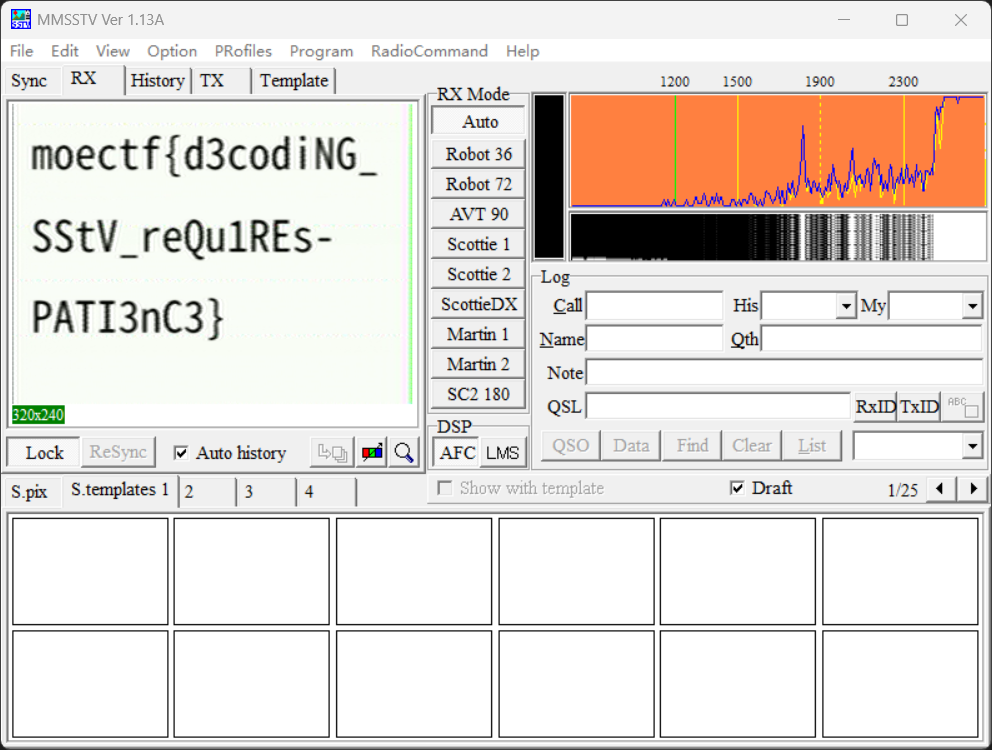 MMSSTV Ver 1.13A
File Edit View Option PRofiles Program RadioCommand Help
Sync RX History TX Template
1200 1500 1900 2300
RX Mode
Auto
Robot 36
Robot 72
AVT 90
Scottie 1
Scottie 2
ScottieDX
Martin 1
Martin 2
SC2 180
DSP
AFC LMS
moectf{d3codiNG_
SStV_reQu1REs-
PATI3nC3}
320x240
Lock ReSync Auto history
Log
Call His My
Name Qth
Note
QSL RxID TxID ABC
QSO Data Find Clear List
S.pix S.templates 1 2 3 4
Show with template Draft 1/25